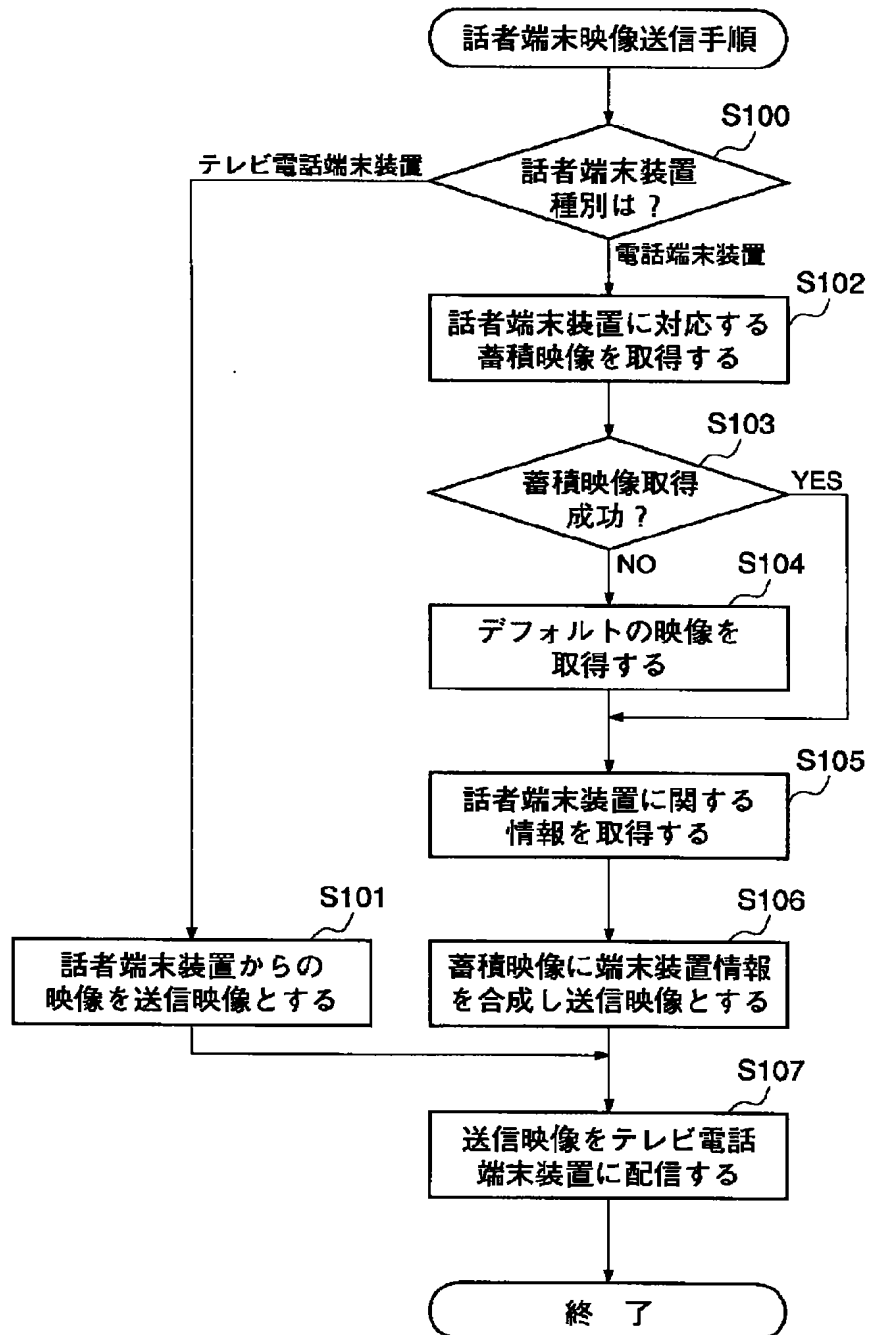 話者端末映像送信手順
S100
テレビ電話端末装置
話者端末装置
種別は？
電話端末装置
S102
話者端末装置に対応する
蓄積映像を取得する
S103
蓄積映像取得
成功？
YES
NO
S104
デフォルトの映像を
取得する
S105
話者端末装置に関する
情報を取得する
S101
話者端末装置からの
映像を送信映像とする
S106
蓄積映像に端末装置情報
を合成し送信映像とする
S107
送信映像をテレビ電話
端末装置に配信する
終 了